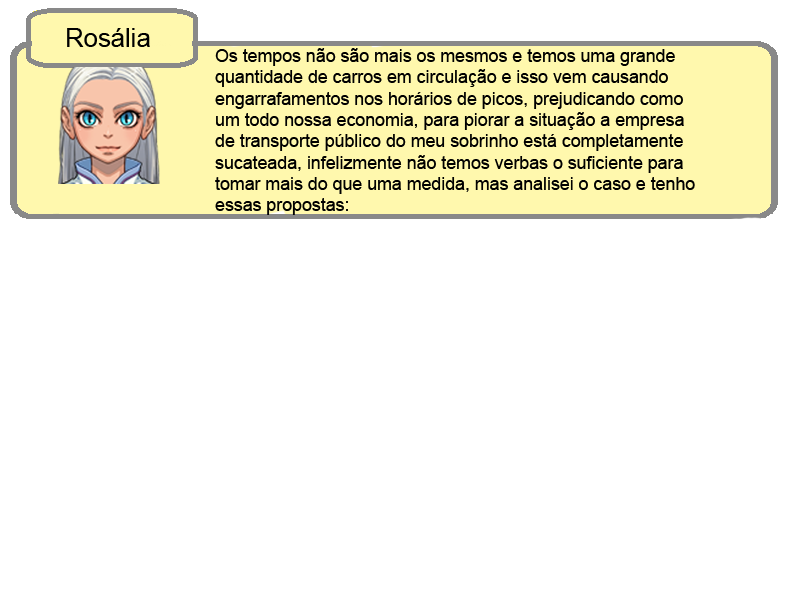 Rosália
Os tempos não são mais os mesmos e temos uma grande
quantidade de carros em circulação e isso vem causando
engarrafamentos nos horários de picos, prejudicando como
um todo nossa economia, para piorar a situação a empresa
de transporte público do meu sobrinho está completamente
sucateada, infelizmente não temos verbas o suficiente para
tomar mais do que uma medida, mas analisei o caso e tenho
essas propostas: